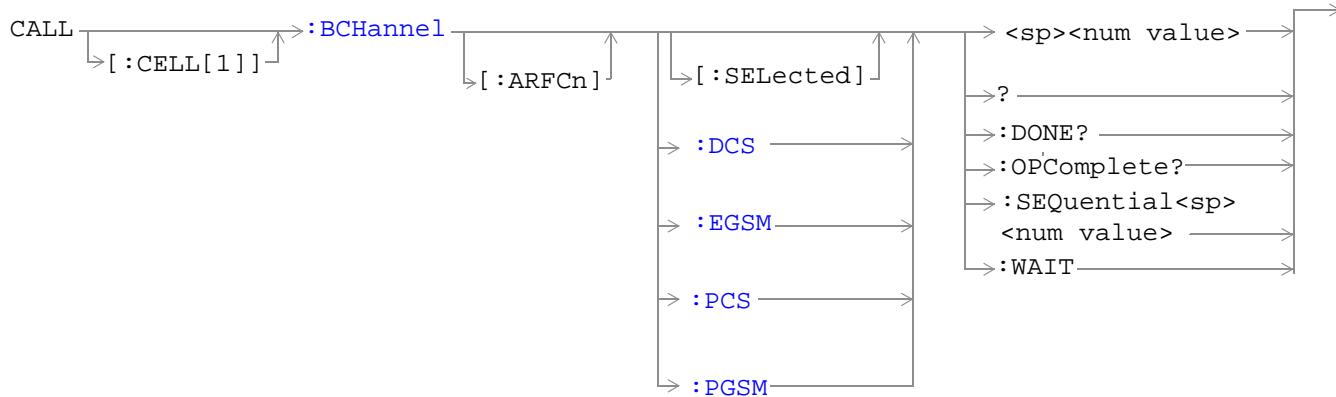 CALL
[:CELL[1]]
:BCHannel
[:ARFCn]
[:SELected]
:DCS
:EGSM
:PCS
:PGSM
<sp><num value>
?
:DONE?
:OPComplete?
:SEQuential<sp>
<num value>
:WAIT